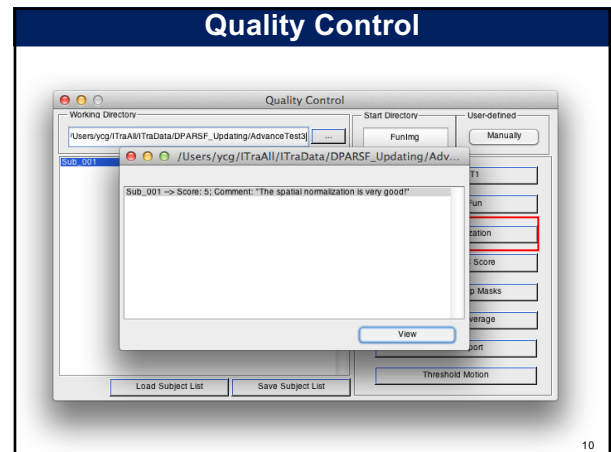 Quality Control
Quality Control
Working Directory
Start Directory
User-defined
/Users/ycg/ITraAll/ITraData/DPARSF_Updating/AdvanceTest3
...
FunImg
Manually
Sub_001
/Users/ycg/ITraAll/ITraData/DPARSF_Updating/Adv...
Sub_001 -> Score: 5; Comment: "The spatial normalization is very good!"
T1
Fun
zation
Score
p Masks
verage
port
View
Threshold Motion
Load Subject List
Save Subject List
10